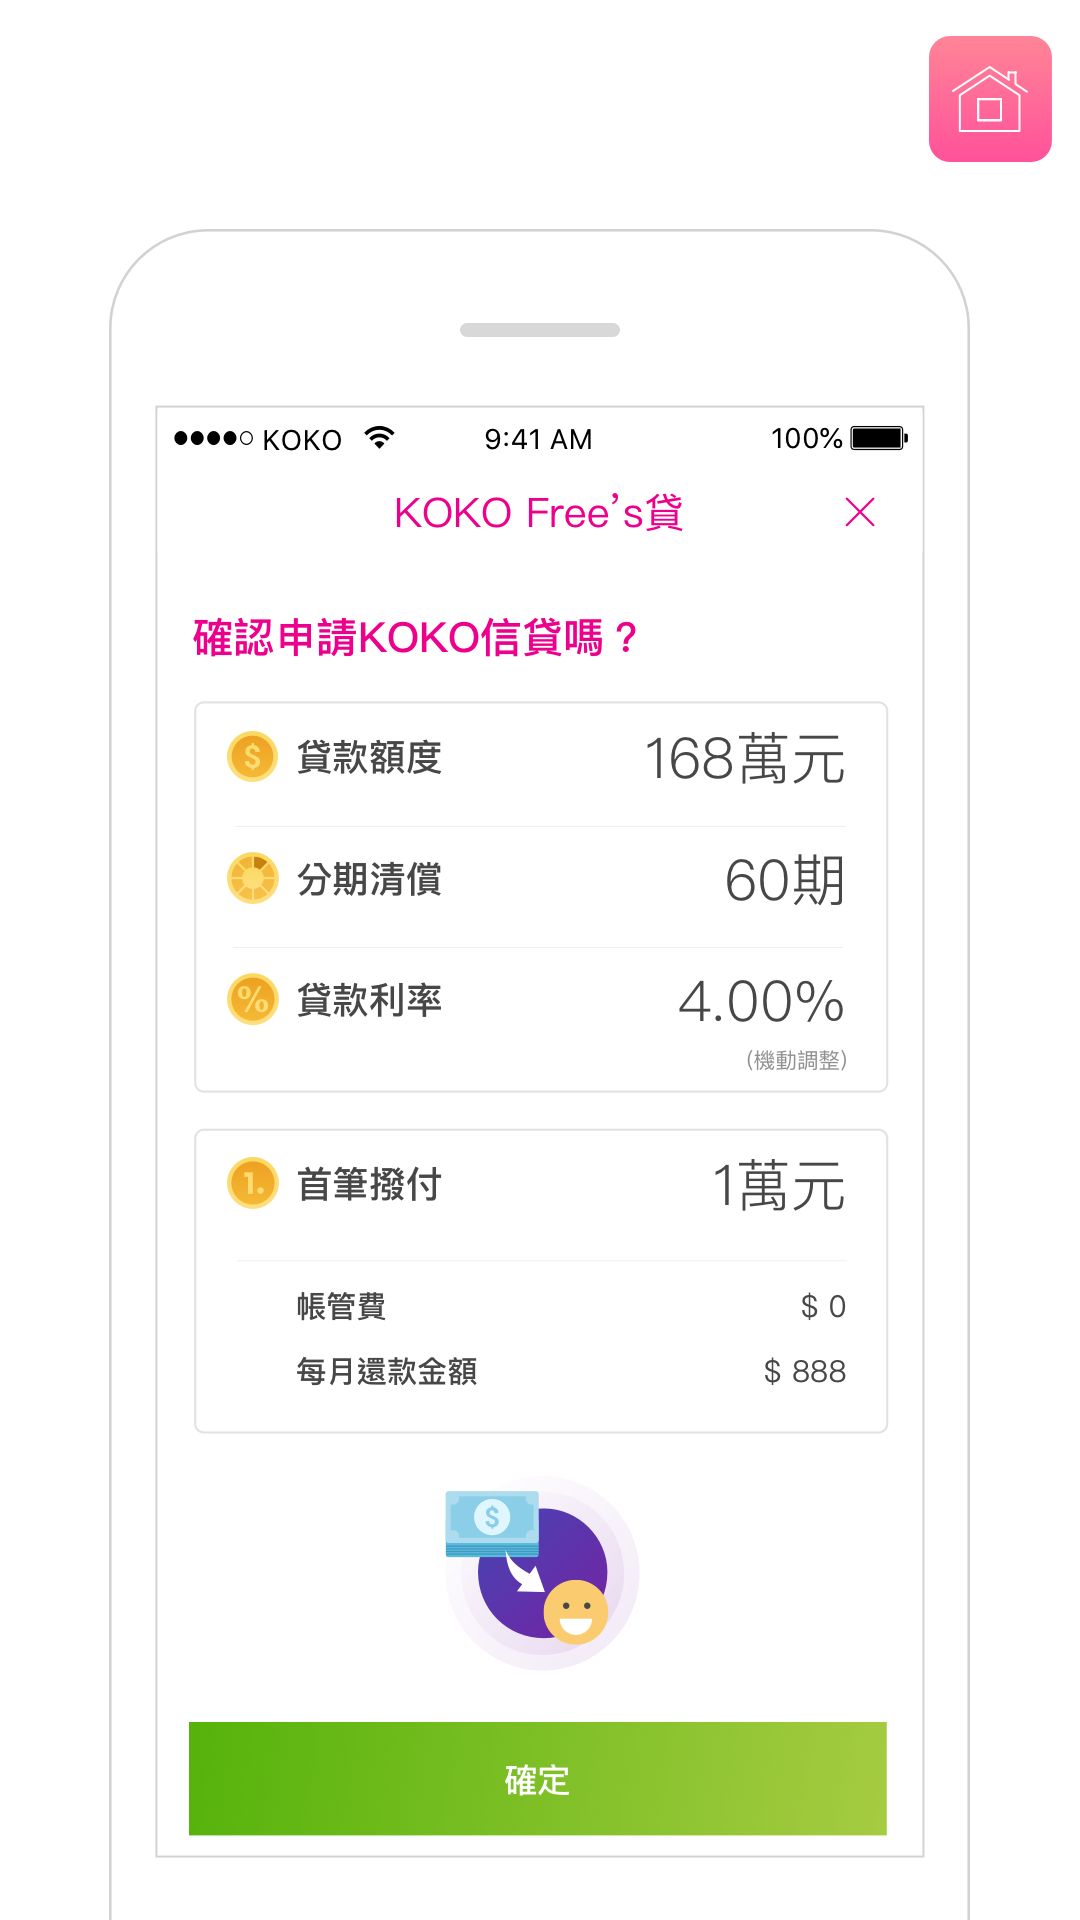 KOKO 9:41 AM 100%
KOKO Free's貸
確認申請KOKO信貸嗎？
$ 貸款額度 168萬元
分期清償 60期
% 貸款利率 4.00%
(機動調整)
1. 首筆撥付 1萬元
帳管費 $ 0
每月還款金額 $ 888
$
確定